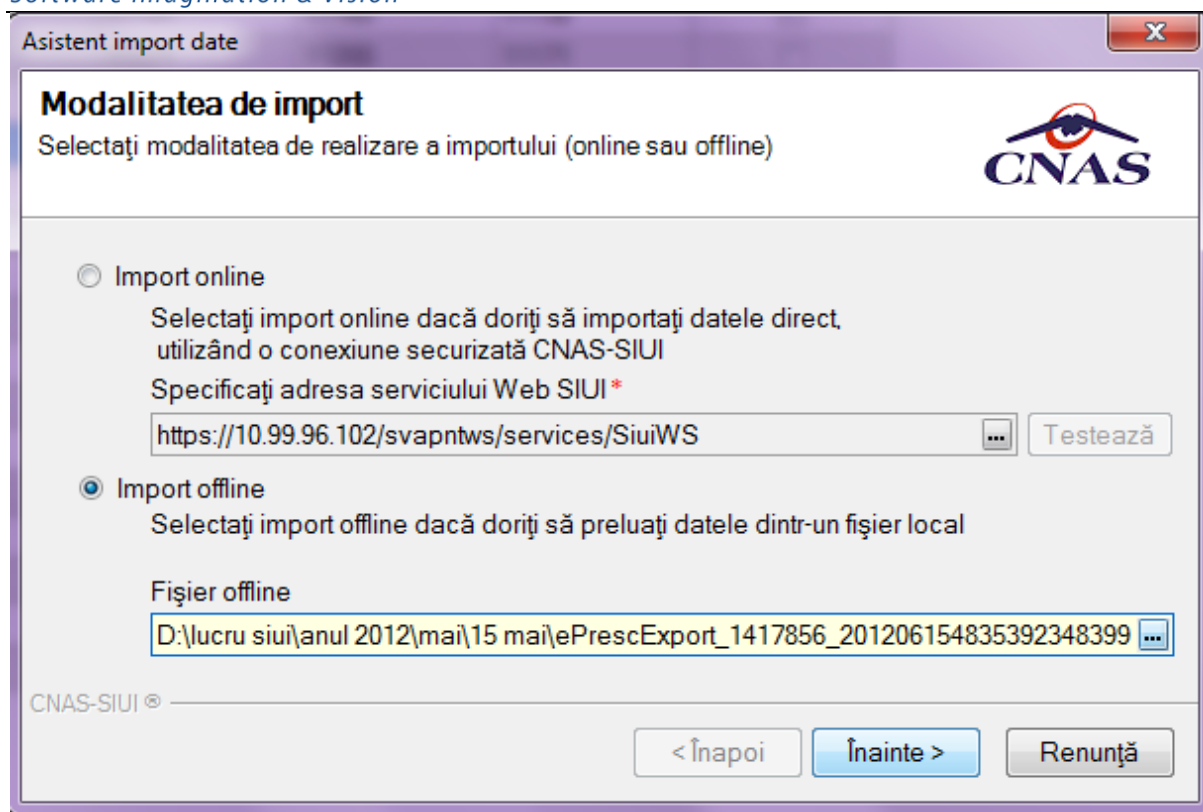 Software Imagination & Vision
Asistent import date
Modalitatea de import
Selectaţi modalitatea de realizare a importului (online sau offline)
CNAS
Import online
Selectaţi import online dacă doriţi să importaţi datele direct,
utilizând o conexiune securizată CNAS-SIUI
Specificaţi adresa serviciului Web SIUI*
https://10.99.96.102/svapntws/services/SiuiWS ... Testează
Import offline
Selectaţi import offline dacă doriţi să preluaţi datele dintr-un fişier local
Fişier offline
D:\lucru siui\anul 2012\mai\15 mai\ePrescExport_1417856_201206154835392348399 ...
CNAS-SIUI ®
< Înapoi Înainte > Renunţă